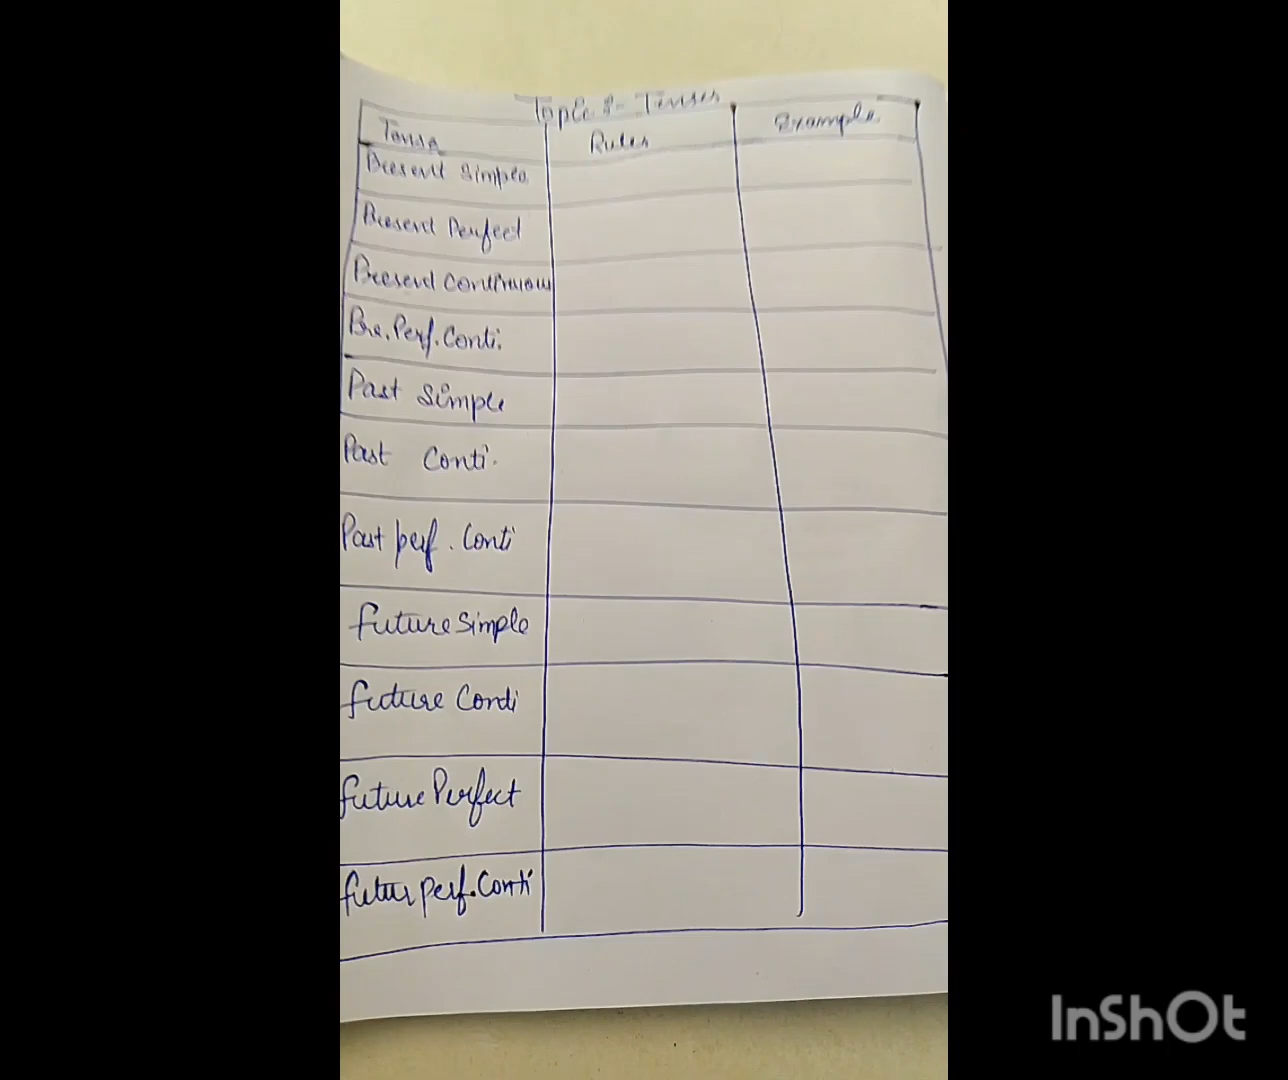 Topic :- Tenses
Tense Rules Example
Present Simple
Present Perfect
Present Continuous
Pre. Perf. Conti.
Past Simple
Past Conti.
Past perf. Conti
future Simple
future Conti
future Perfect
futur perf. Conti
InShOt